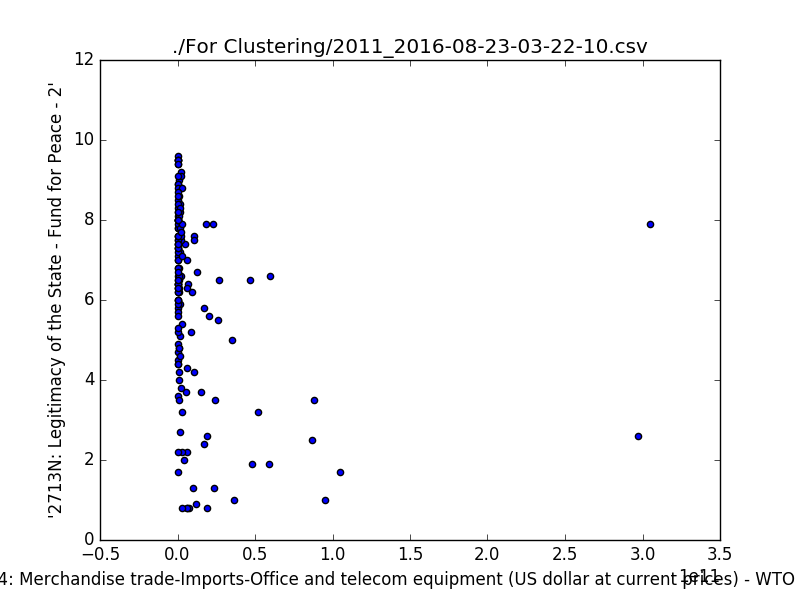 ./For Clustering/2011_2016-08-23-03-22-10.csv
'2713N: Legitimacy of the State - Fund for Peace - 2'
12
10
8
6
4
2
0
−0.5 0.0 0.5 1.0 1.5 2.0 2.5 3.0 3.5
1e11
4: Merchandise trade-Imports-Office and telecom equipment (US dollar at current prices) - WTO